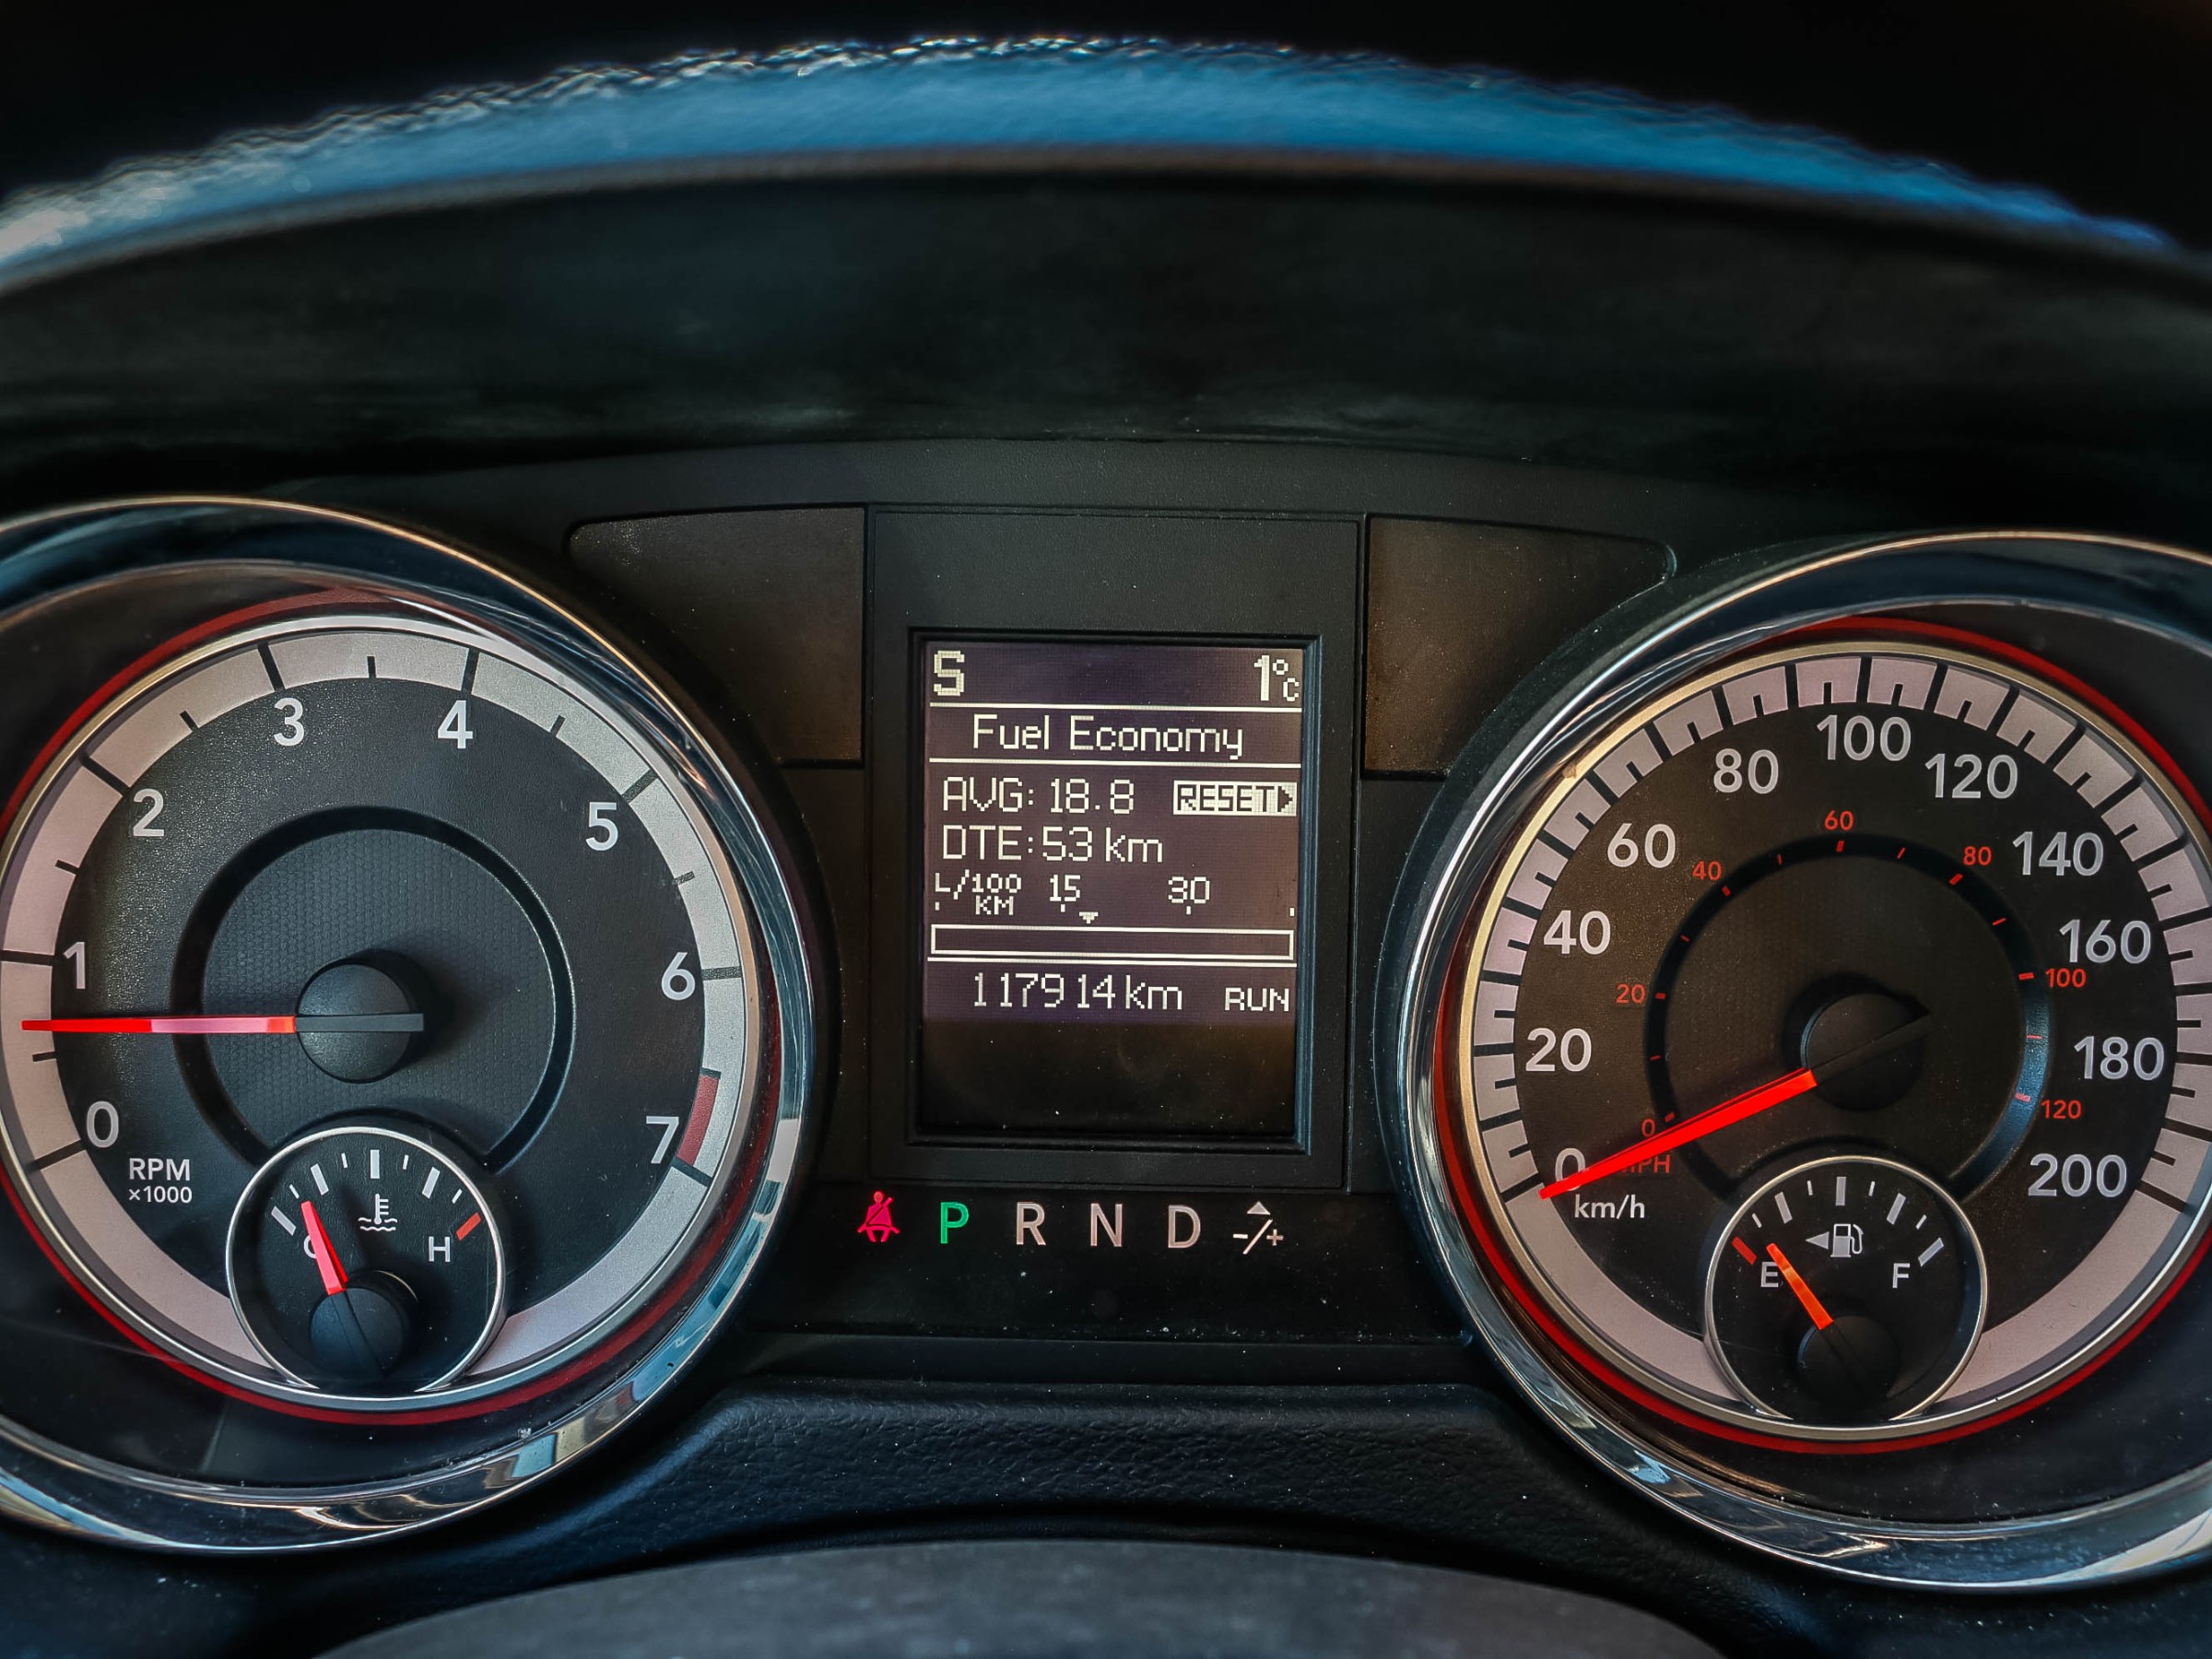 S 1°C
Fuel Economy
AVG: 18.8 RESET
DTE: 53 km
L/100 KM 15 30
117914 km RUN
P R N D -/+
0 1 2 3 4 5 6 7
RPM
×1000
C H
0 20 40 60 80 100 120 140 160 180 200
0 20 40 60 80 100 120
MPH
km/h
E F